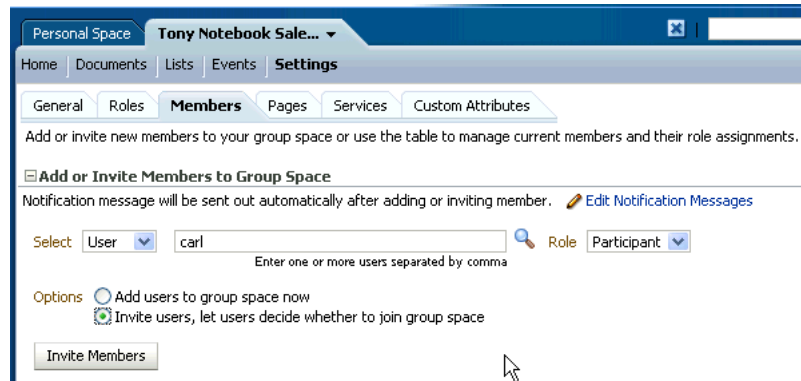 Personal Space Tony Notebook Sale...
Home Documents Lists Events Settings
General Roles Members Pages Services Custom Attributes
Add or invite new members to your group space or use the table to manage current members and their role assignments.
Add or Invite Members to Group Space
Notification message will be sent out automatically after adding or inviting member. Edit Notification Messages
Select User carl Role Participant
Enter one or more users separated by comma
Options Add users to group space now
Invite users, let users decide whether to join group space
Invite Members